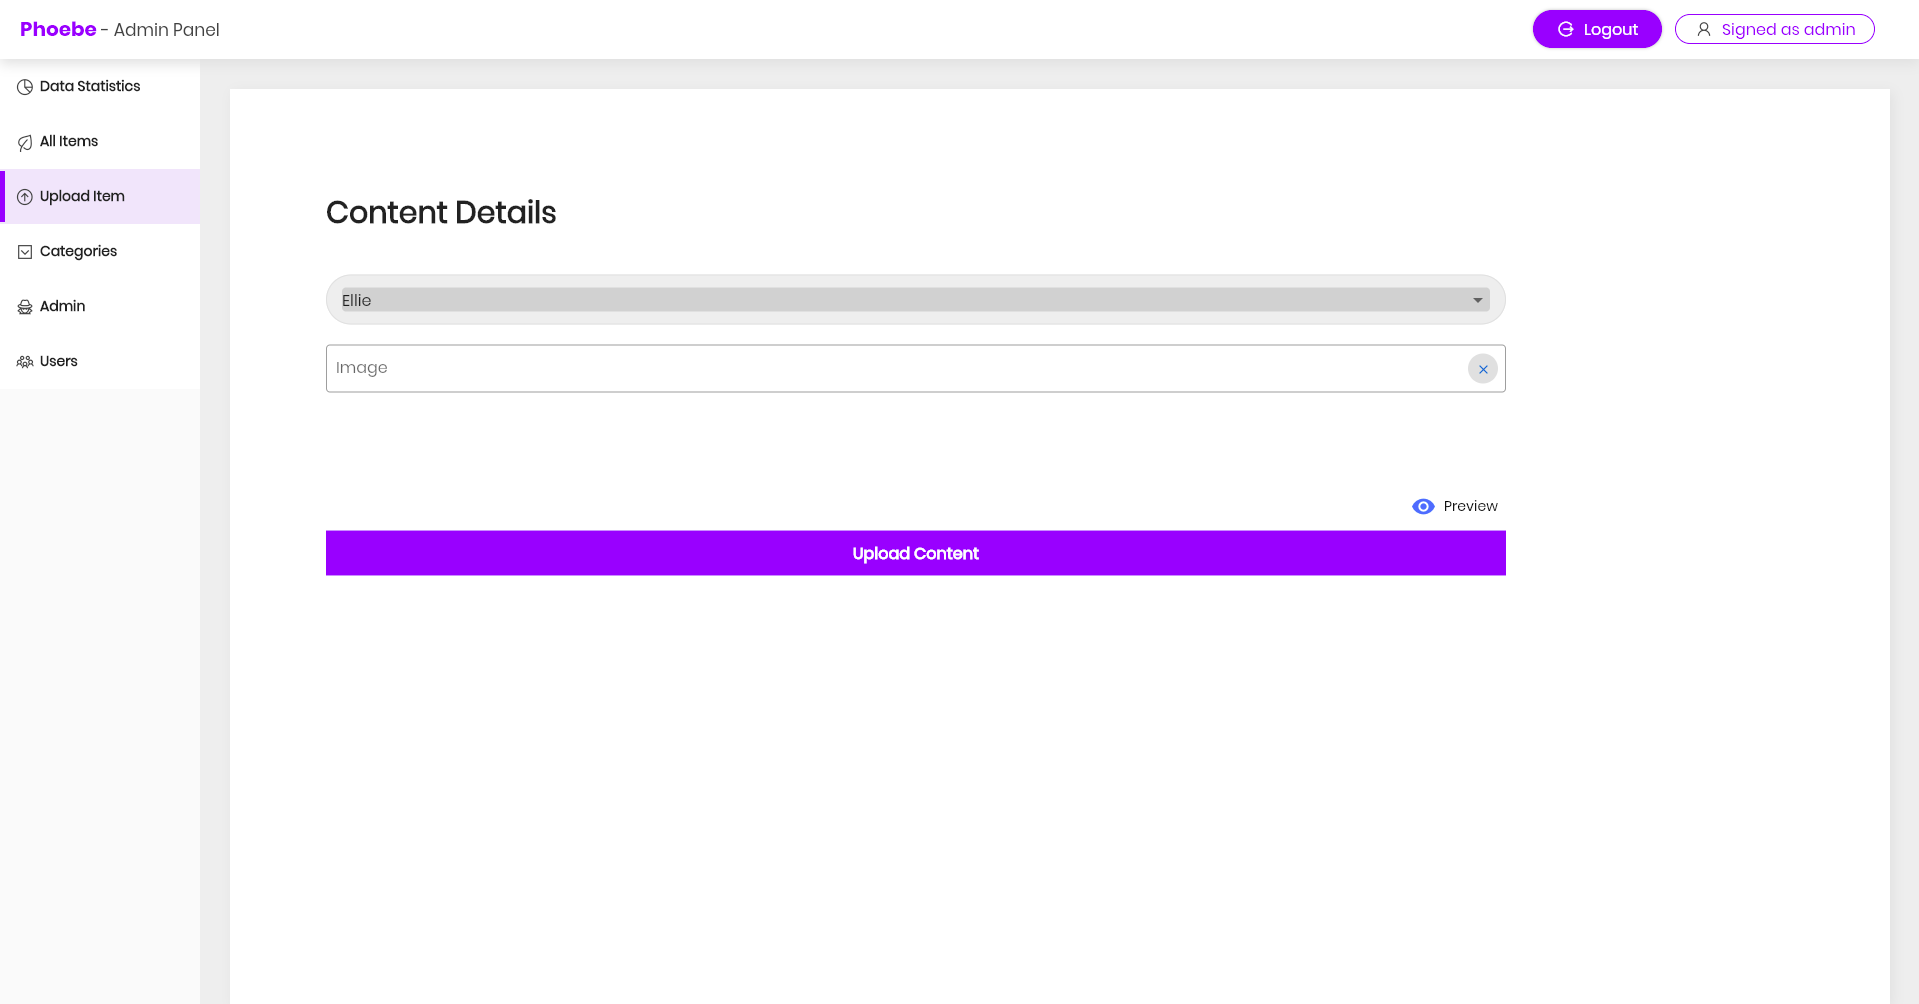 Phoebe - Admin Panel
Logout
Signed as admin
Data Statistics
All Items
Upload Item
Categories
Admin
Users
Content Details
Ellie
Image
Preview
Upload Content